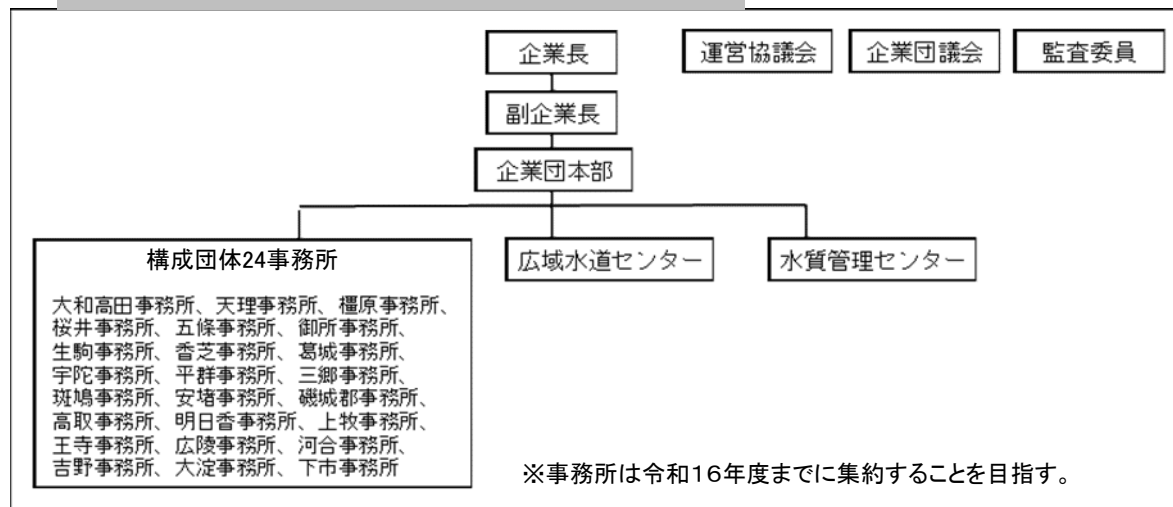 企業長
運営協議会
企業団議会
監査委員
副企業長
企業団本部
構成団体24事務所
広域水道センター
水質管理センター
大和高田事務所、天理事務所、橿原事務所、
桜井事務所、五條事務所、御所事務所、
生駒事務所、香芝事務所、葛城事務所、
宇陀事務所、平群事務所、三郷事務所、
斑鳩事務所、安堵事務所、磯城郡事務所、
高取事務所、明日香事務所、上牧事務所、
王寺事務所、広陵事務所、河合事務所、
吉野事務所、大淀事務所、下市事務所
※事務所は令和16年度までに集約することを目指す。